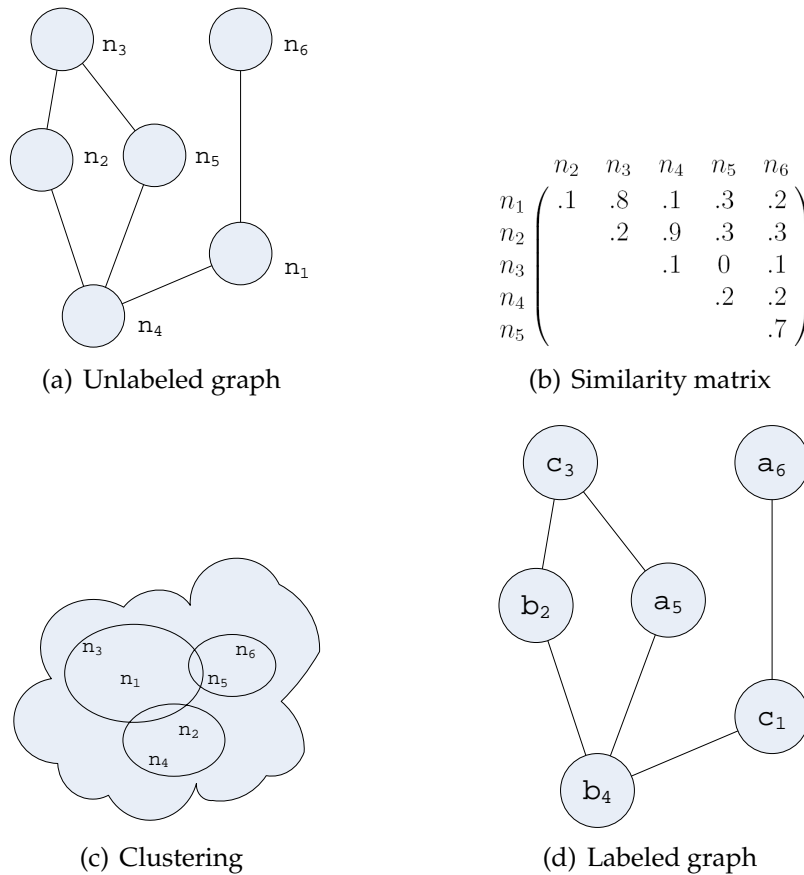 n₃
n₆
n₂
n₅
n₁
n₄
(a) Unlabeled graph
n₂ n₃ n₄ n₅ n₆
n₁ .1 .8 .1 .3 .2
n₂ .2 .9 .3 .3
n₃ .1 0 .1
n₄ .2 .2
n₅ .7
(b) Similarity matrix
n₃
n₆
n₁
n₅
n₂
n₄
(c) Clustering
c₃
a₆
b₂
a₅
c₁
b₄
(d) Labeled graph